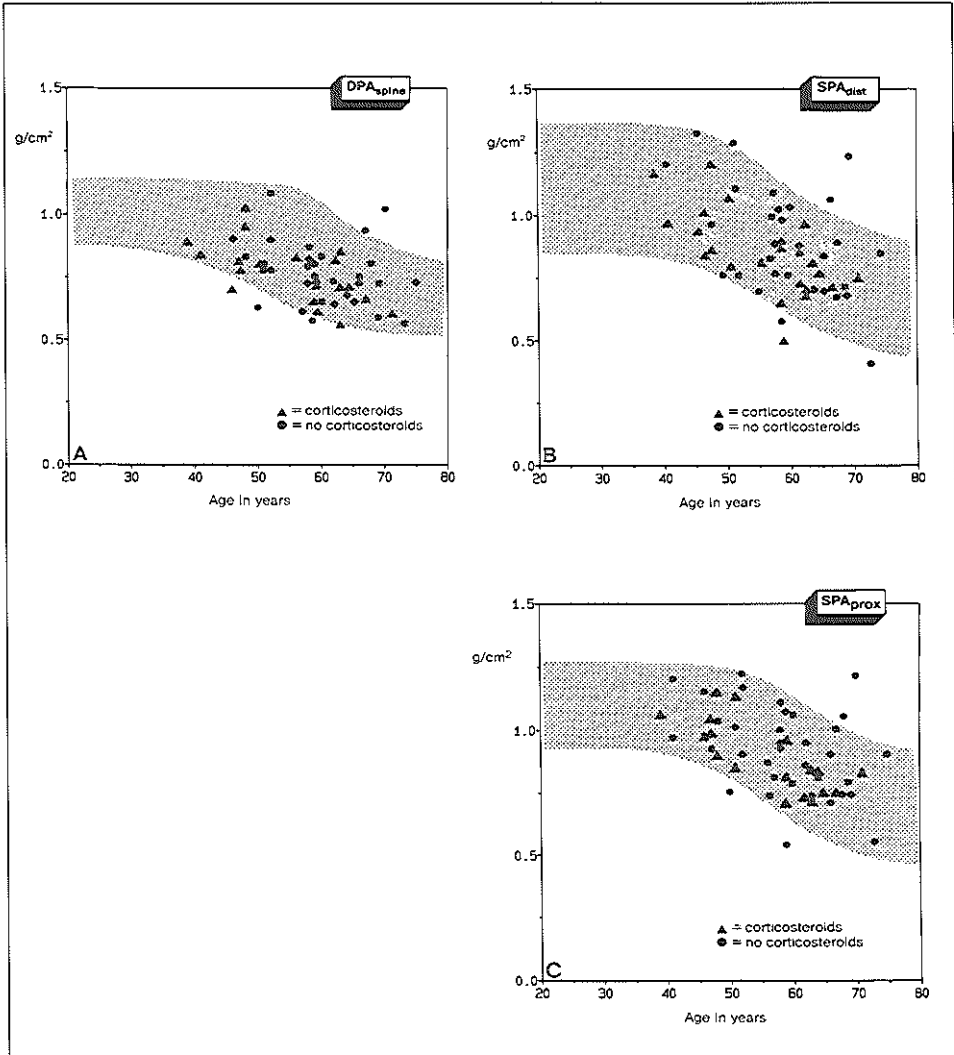 DPAspine
1.5
g/cm2
1.0
0.5
0.0
▲ = corticosteroids
● = no corticosteroids
A
20 30 40 50 60 70 80
Age in years
SPAdist
1.5
g/cm2
1.0
0.5
0.0
▲ = corticosteroids
● = no corticosteroids
B
20 30 40 50 60 70 80
Age in years
SPAprox
1.5
g/cm2
1.0
0.5
0.0
▲ = corticosteroids
● = no corticosteroids
C
20 30 40 50 60 70 80
Age in years